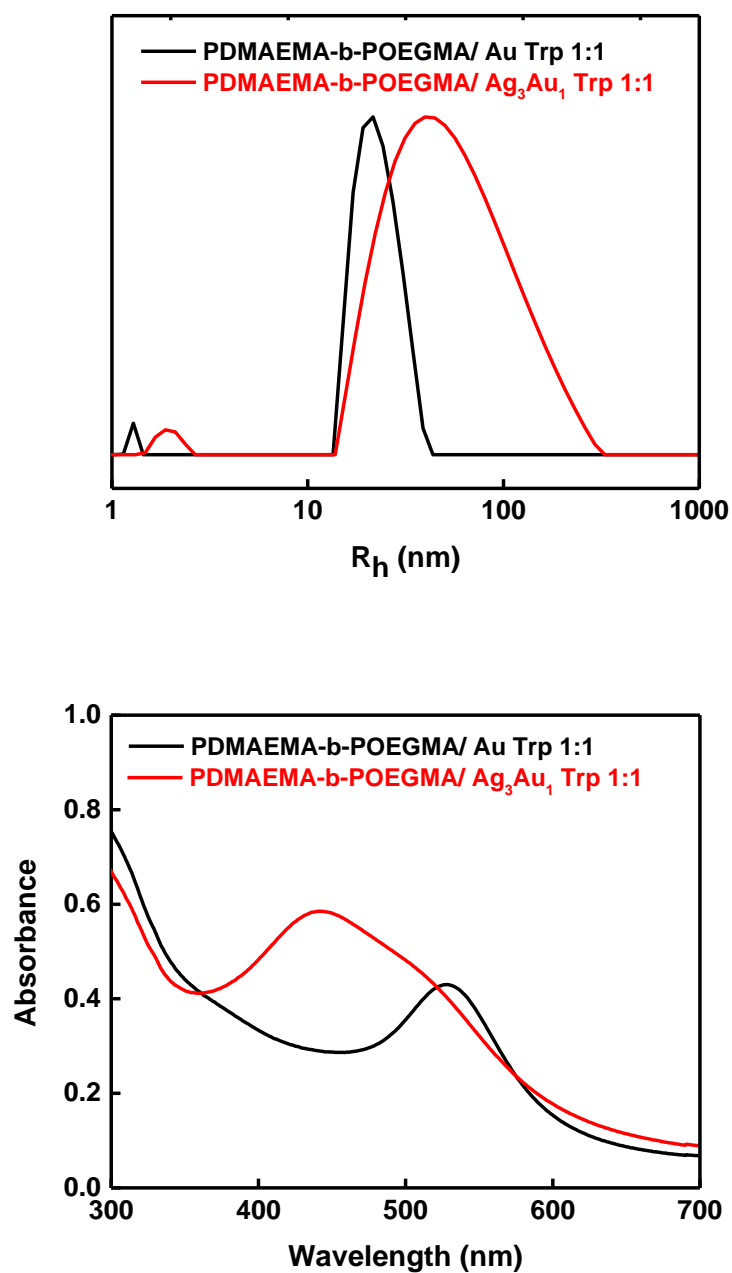 PDMAEMA-b-POEGMA/ Au Trp 1:1
PDMAEMA-b-POEGMA/ Ag₃Au₁ Trp 1:1
1 10 100 1000
Rh (nm)
1.0
PDMAEMA-b-POEGMA/ Au Trp 1:1
PDMAEMA-b-POEGMA/ Ag₃Au₁ Trp 1:1
0.8
0.6
Absorbance
0.4
0.2
0.0
300 400 500 600 700
Wavelength (nm)